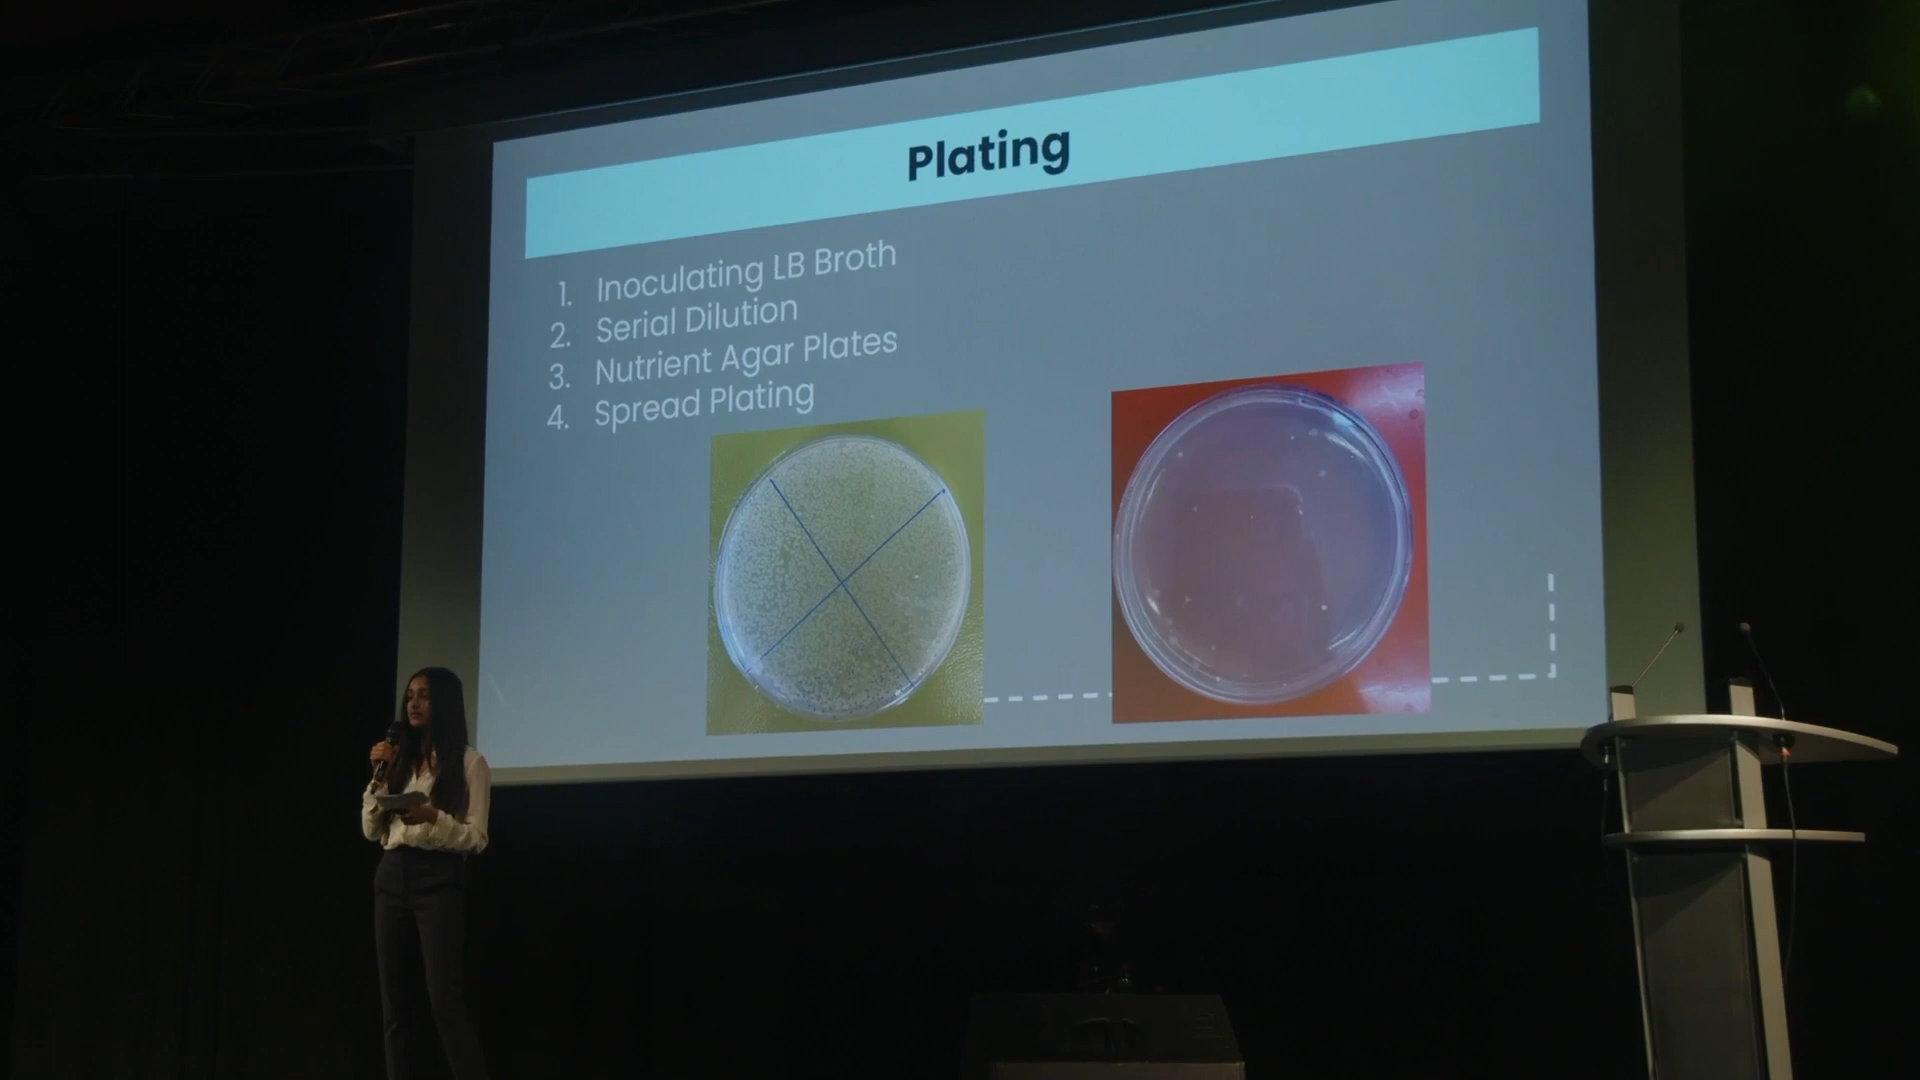 Plating
1. Inoculating LB Broth
2. Serial Dilution
3. Nutrient Agar Plates
4. Spread Plating